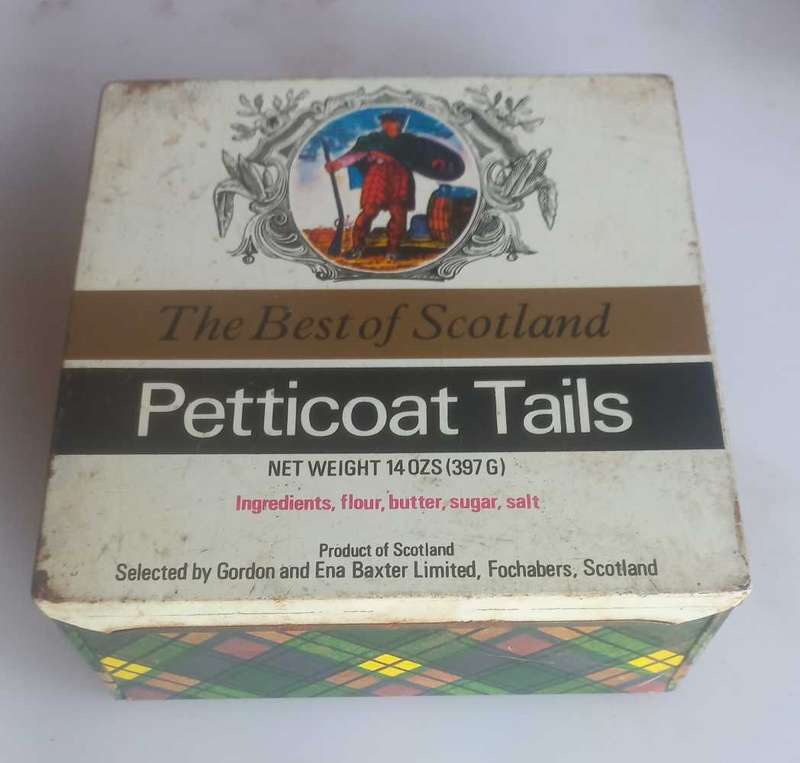 The Best of Scotland
Petticoat Tails
NET WEIGHT 14 OZS (397 G)
Ingredients, flour, butter, sugar, salt
Product of Scotland
Selected by Gordon and Ena Baxter Limited, Fochabers, Scotland